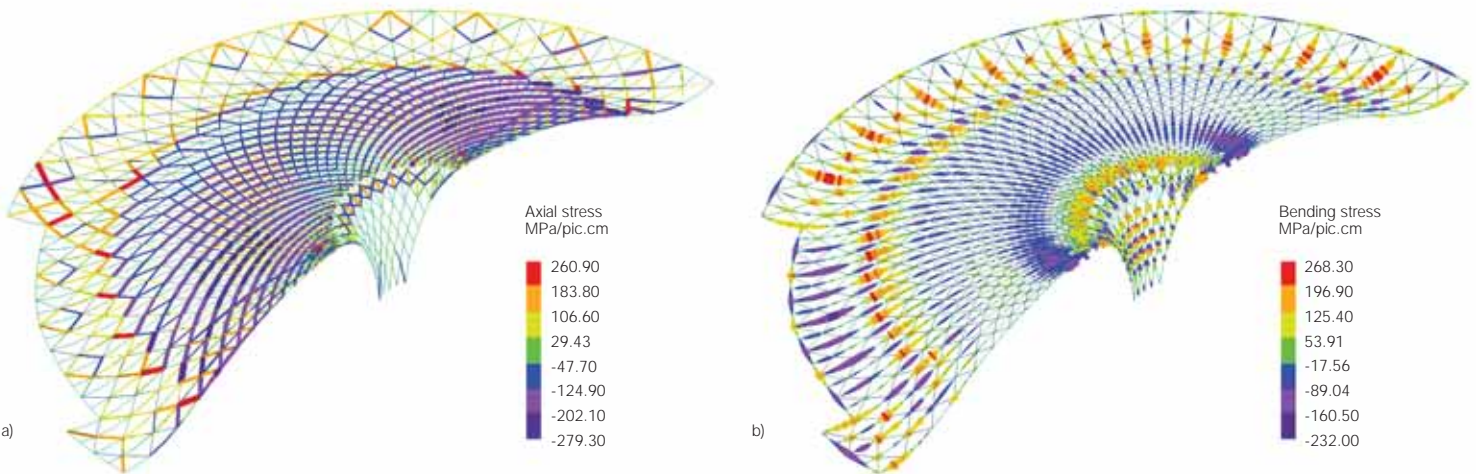 Axial stress
MPa/pic.cm
260.90
183.80
106.60
29.43
-47.70
-124.90
-202.10
-279.30
a)
Bending stress
MPa/pic.cm
268.30
196.90
125.40
53.91
-17.56
-89.04
-160.50
-232.00
b)